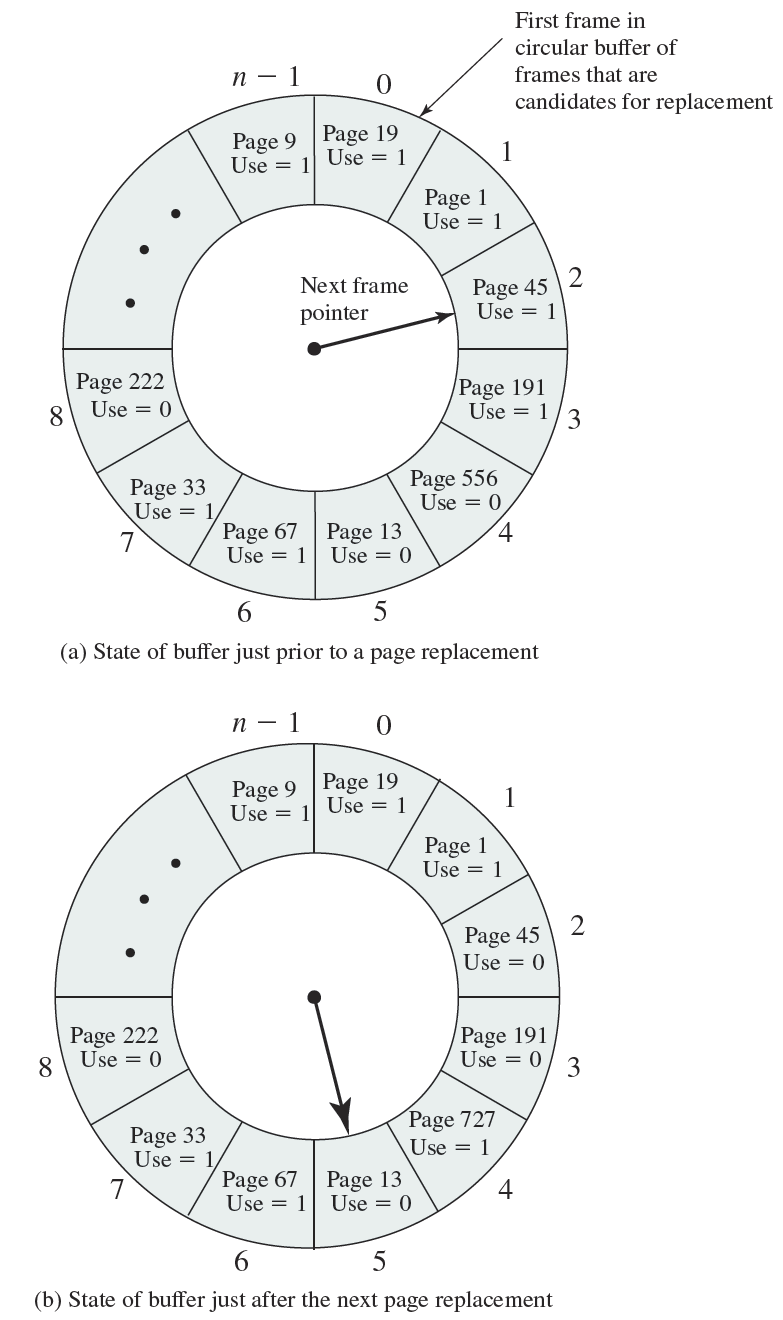 First frame in
circular buffer of
frames that are
candidates for replacement
n − 1
0
Page 9
Use = 1
Page 19
Use = 1
1
Page 1
Use = 1
2
Page 45
Use = 1
Next frame
pointer
Page 191
Use = 1
3
Page 556
Use = 0
4
Page 13
Use = 0
5
Page 67
Use = 1
6
Page 33
Use = 1
7
Page 222
Use = 0
8
(a) State of buffer just prior to a page replacement
n − 1
0
Page 9
Use = 1
Page 19
Use = 1
1
Page 1
Use = 1
2
Page 45
Use = 0
Page 191
Use = 0
3
Page 727
Use = 1
4
Page 13
Use = 0
5
Page 67
Use = 1
6
Page 33
Use = 1
7
Page 222
Use = 0
8
(b) State of buffer just after the next page replacement